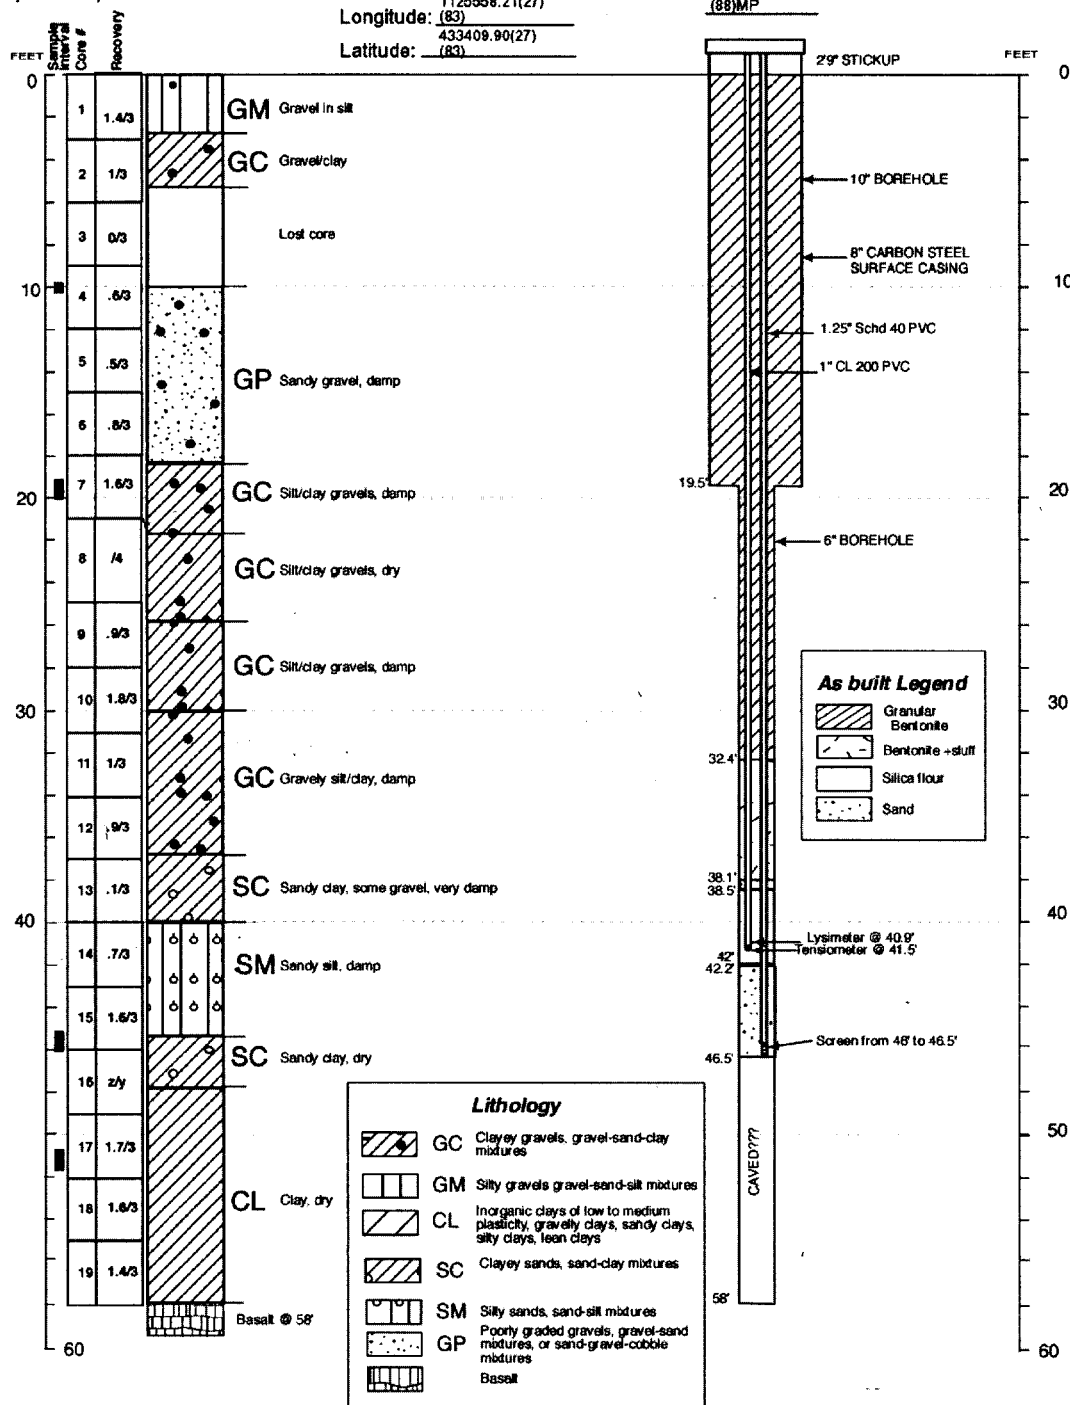 Longitude: 1125558.21(27)
(83)
Latitude: 433409.90(27)
(83)
(88)MP
FEET
Sample Interval
Core #
Recovery
FEET
2'9" STICKUP
0
0
1 1.4/3
GM Gravel in silt
2 1/3
GC Gravel/clay
10" BOREHOLE
3 0/3
Lost core
8" CARBON STEEL
SURFACE CASING
10
10
4 .6/3
1.25" Schd 40 PVC
5 .5/3
1" CL 200 PVC
GP Sandy gravel, damp
6 .8/3
7 1.6/3
19.5'
20
20
GC Silt/clay gravels, damp
6" BOREHOLE
8 /4
GC Silt/clay gravels, dry
9 .9/3
GC Silt/clay gravels, damp
10 1.8/3
30
30
11 1/3
32.4'
GC Gravely silt/clay, damp
12 .9/3
13 .1/3
38.1'
38.5'
SC Sandy clay, some gravel, very damp
40
40
14 .7/3
Lysimeter @ 40.9'
Tensiometer @ 41.5'
42'
42.2'
SM Sandy silt, damp
15 1.6/3
Screen from 46' to 46.5'
46.5'
SC Sandy clay, dry
16 z/y
17 1.7/3
50
CAVED???
18 1.6/3
CL Clay, dry
19 1.4/3
58'
Basalt @ 58'
60
60
As built Legend
Granular
Bentonite
Bentonite +sluff
Silica flour
Sand
Lithology
GC Clayey gravels, gravel-sand-clay
mixtures
GM Silty gravels gravel-sand-silt mixtures
CL Inorganic clays of low to medium
plasticity, gravelly clays, sandy clays,
silty clays, lean clays
SC Clayey sands, sand-clay mixtures
SM Silty sands, sand-silt mixtures
GP Poorly graded gravels, gravel-sand
mixtures, or sand-gravel-cobble
mixtures
Basalt